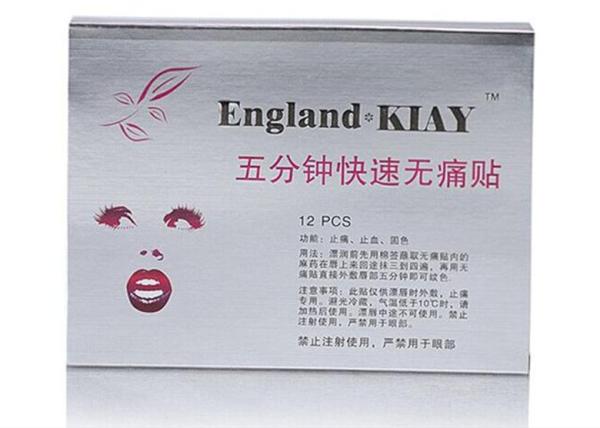 England*KIAY™
五分钟快速无痛贴
12 PCS
功能：止痛、止血、固色
用法：漂润前先用棉签蘸取无痛贴内的
麻药在唇上来回途抹三到四遍，再用无
痛贴直接外敷唇部五分钟即可纹色。
注意事项：此贴仅供漂唇时外敷，止痛
专用。避光冷藏，气温低于10℃时，请
加热后使用。漂唇中途不可使用。禁止
注射使用，严禁用于眼部。
禁止注射使用，严禁用于眼部